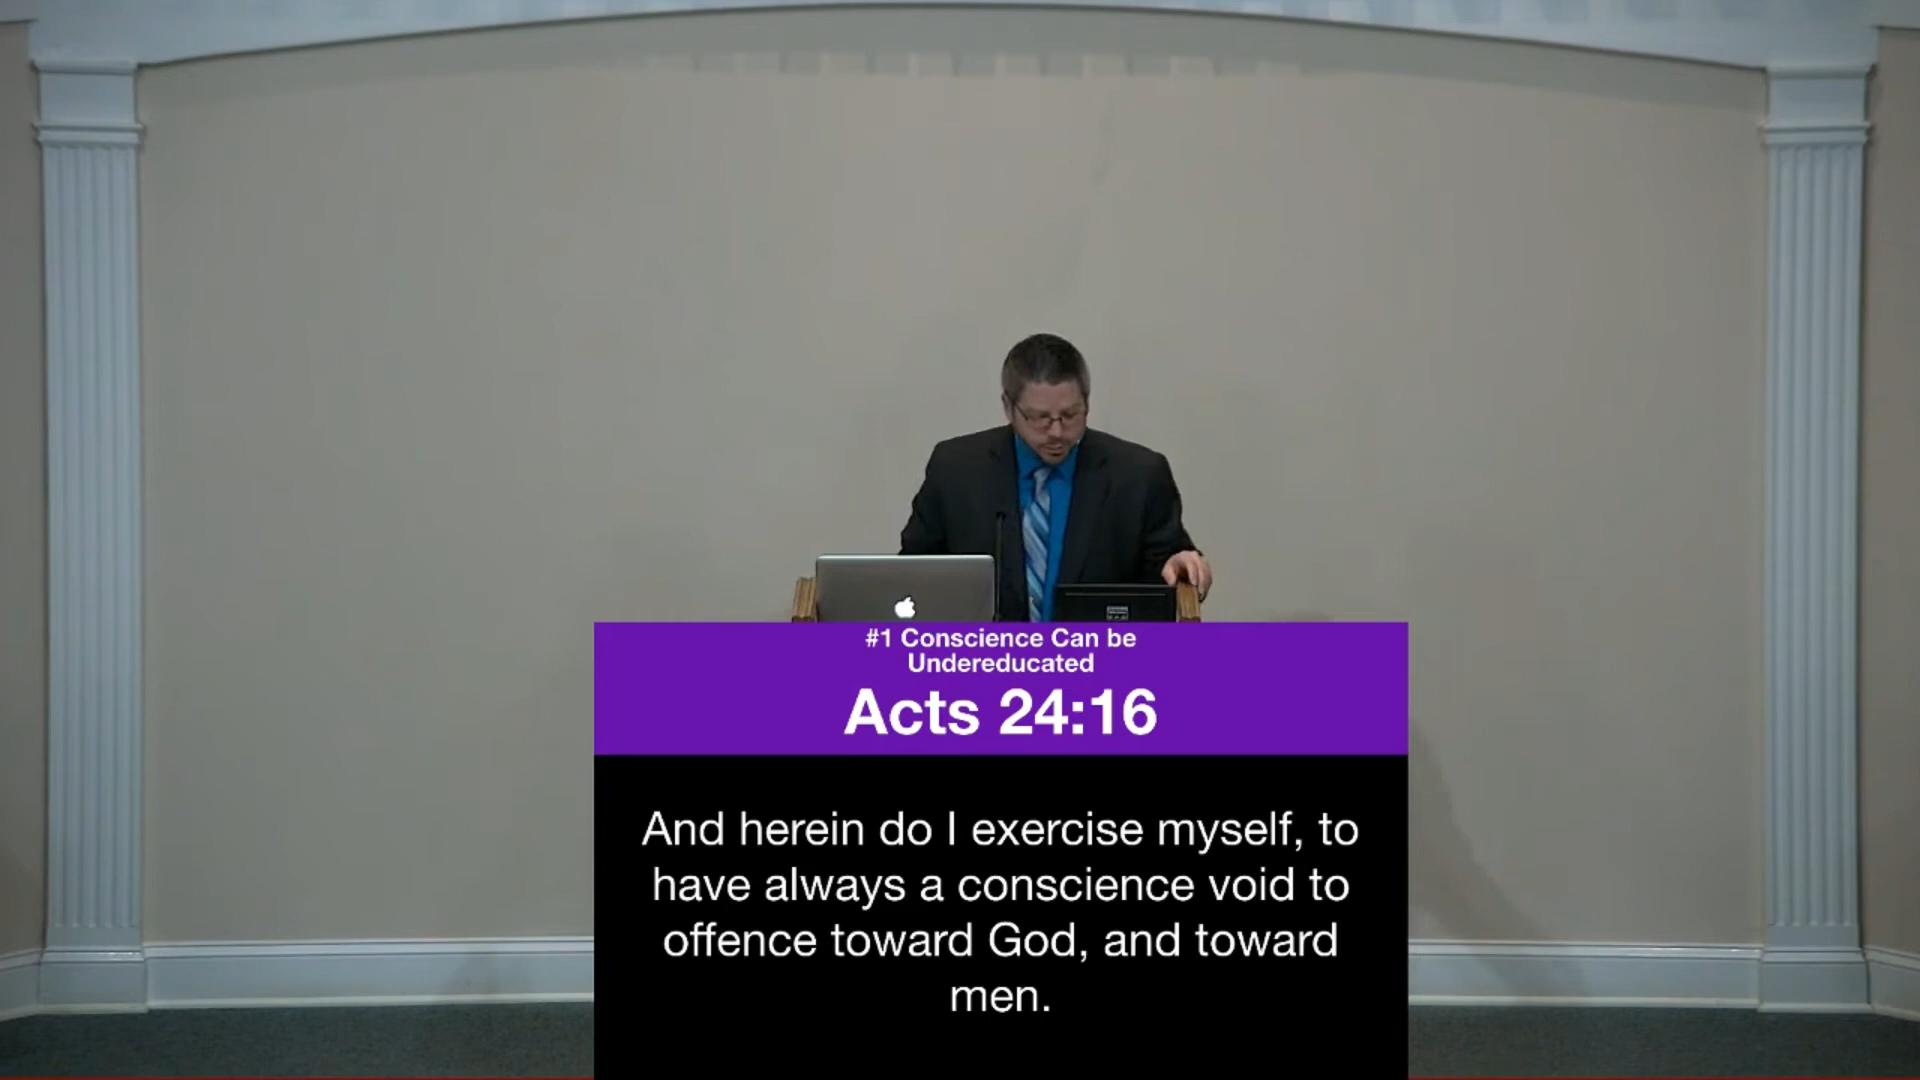 #1 Conscience Can be
Undereducated
Acts 24:16
And herein do I exercise myself, to
have always a conscience void to
offence toward God, and toward
men.